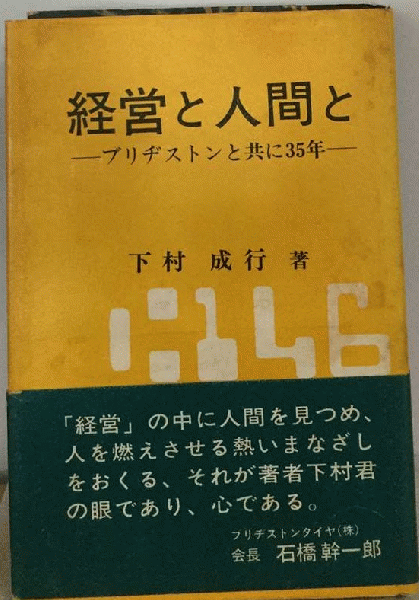 経営と人間と
―ブリヂストンと共に35年―
下村 成行 著
「経営」の中に人間を見つめ、
人を燃えさせる熱いまなざし
をおくる、それが著者下村君
の眼であり、心である。
ブリヂストンタイヤ(株)
会長 石橋幹一郎